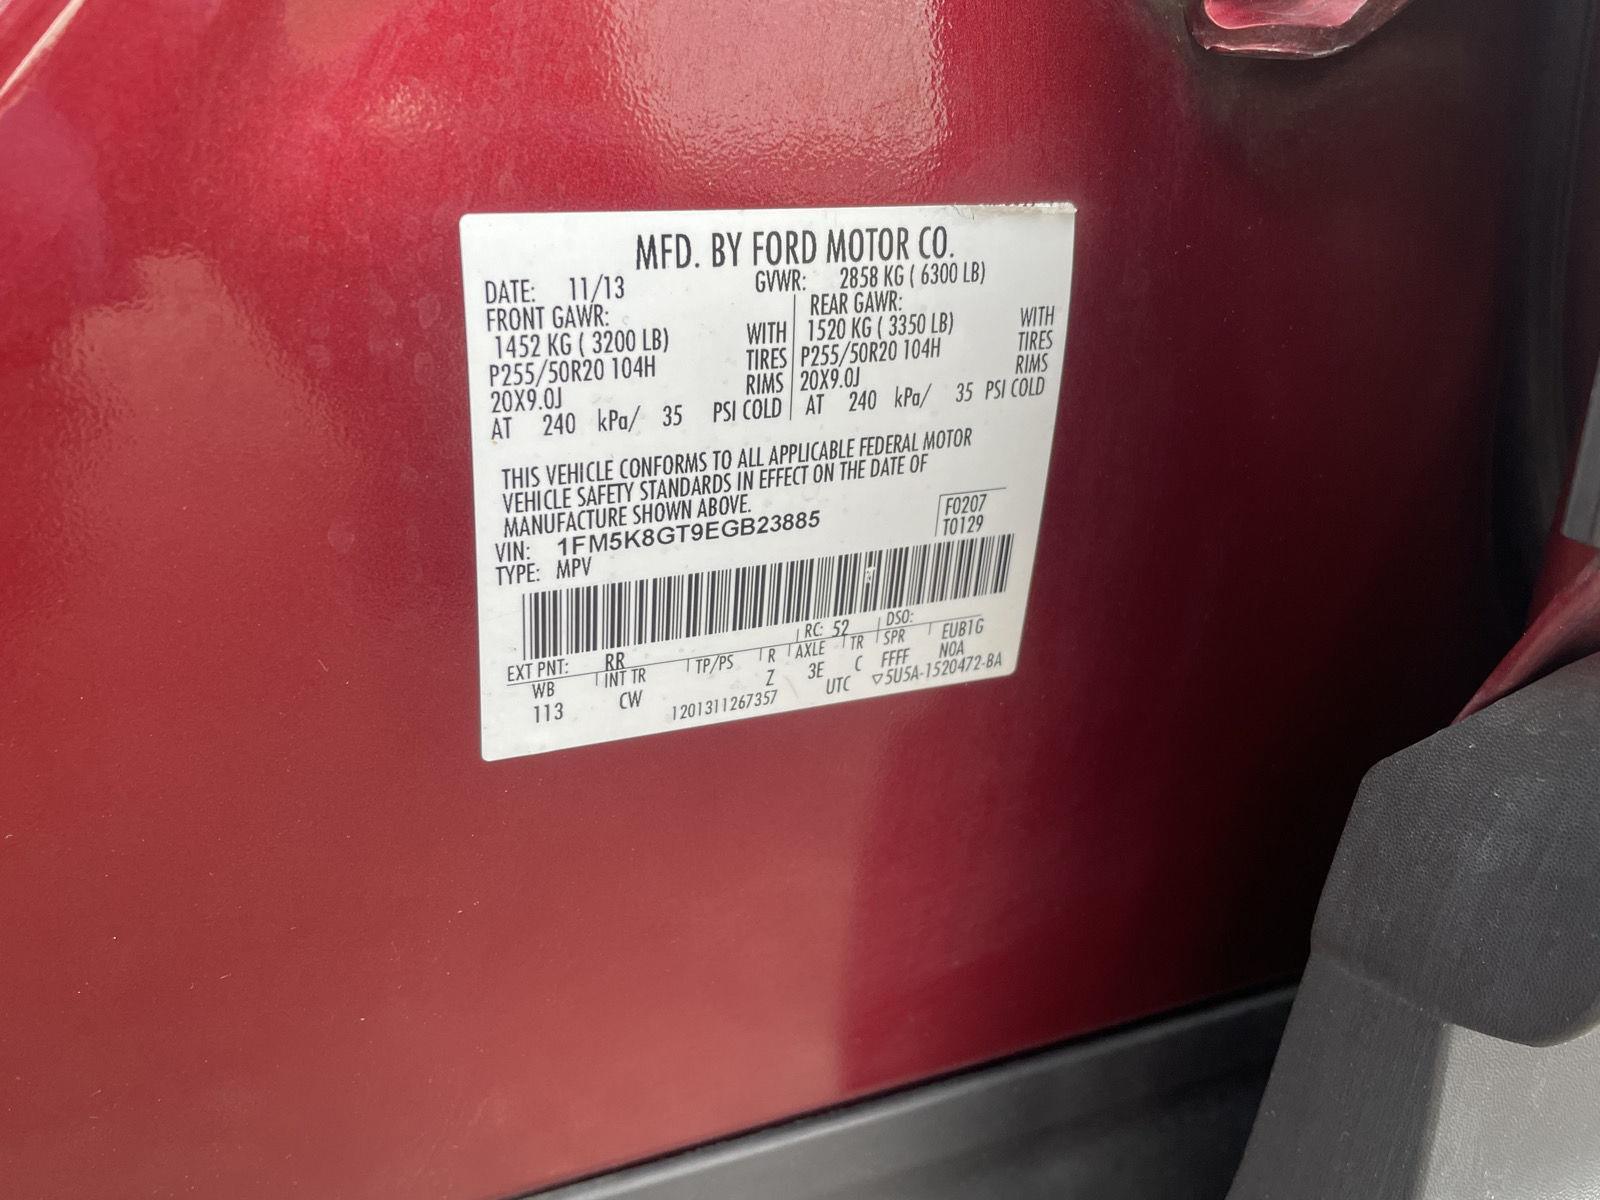 MFD. BY FORD MOTOR CO.
DATE: 11/13 GVWR: 2858 KG ( 6300 LB)
FRONT GAWR: REAR GAWR:
1452 KG ( 3200 LB) WITH 1520 KG ( 3350 LB) WITH
P255/50R20 104H TIRES P255/50R20 104H TIRES
20X9.0J RIMS 20X9.0J RIMS
AT 240 kPa/ 35 PSI COLD AT 240 kPa/ 35 PSI COLD
THIS VEHICLE CONFORMS TO ALL APPLICABLE FEDERAL MOTOR
VEHICLE SAFETY STANDARDS IN EFFECT ON THE DATE OF
MANUFACTURE SHOWN ABOVE.
F0207
VIN: 1FM5K8GT9EGB23885 T0129
TYPE: MPV
EXT PNT: RR RC: 52 DSO:
WB INT TR TP/PS R AXLE TR SPR EUB1G
113 CW Z 3E C FFFF NOA
1201311267357 UTC ▽5U5A-1520472-BA